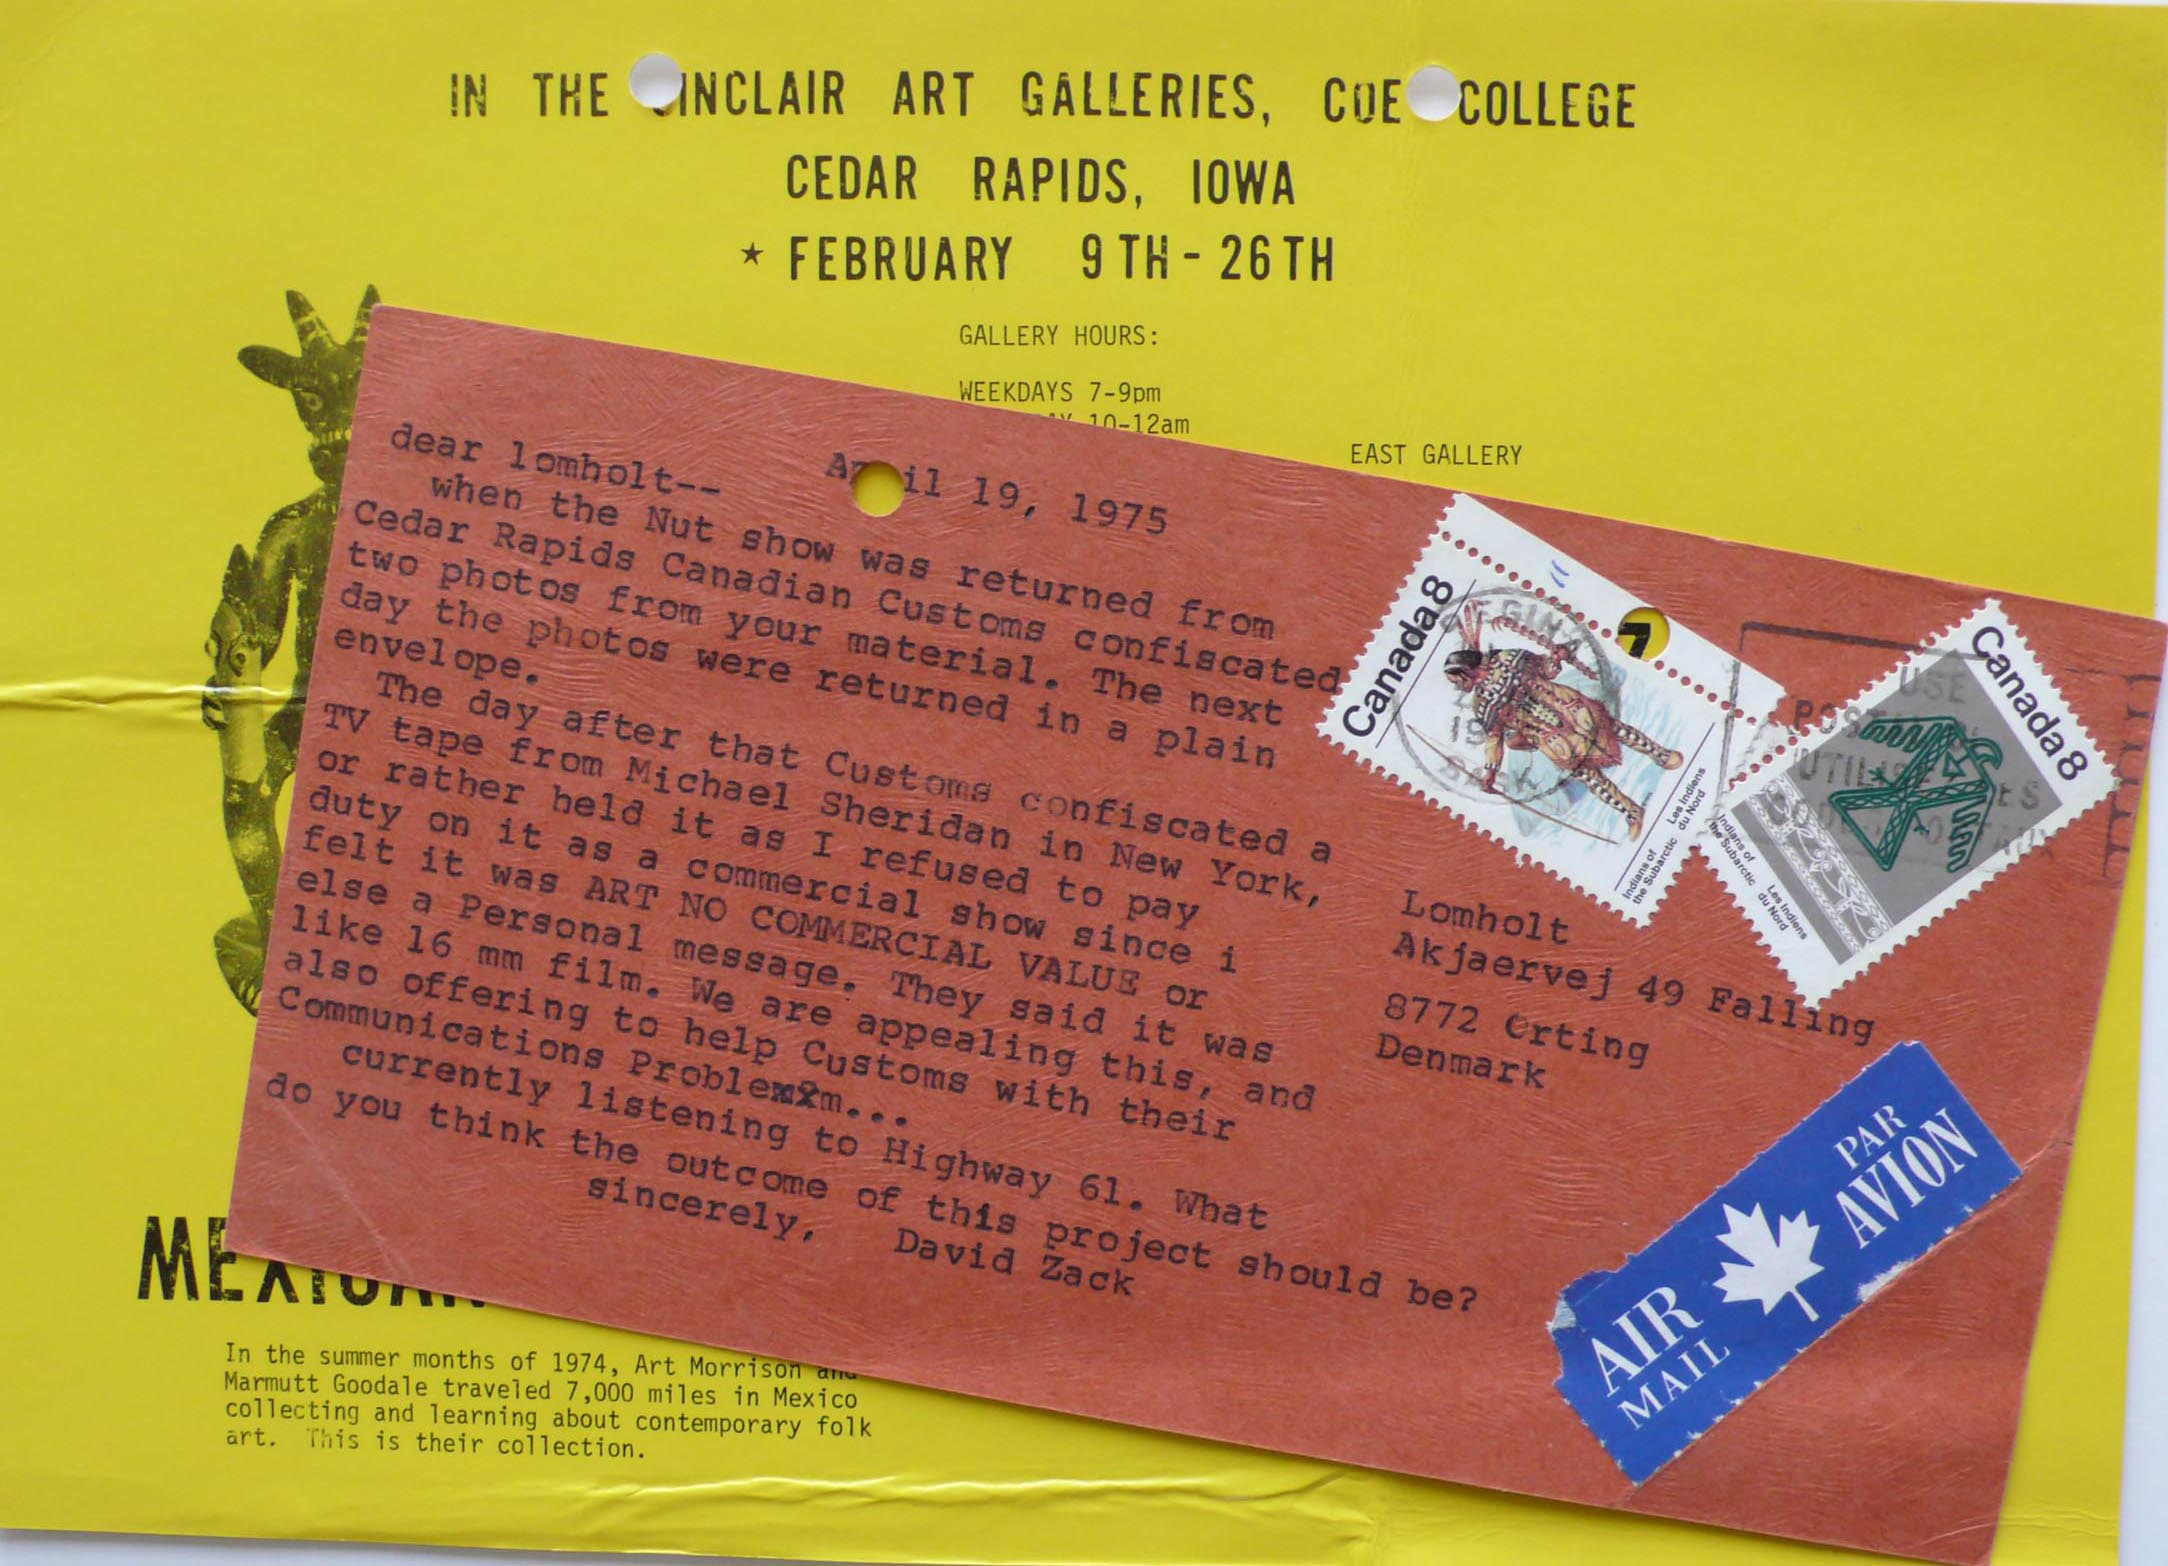 IN THE SINCLAIR ART GALLERIES, COE COLLEGE
CEDAR RAPIDS, IOWA
★ FEBRUARY 9TH-26TH
GALLERY HOURS:
WEEKDAYS 7-9pm
10-12am
EAST GALLERY
dear lomholt-- April 19, 1975
when the Nut show was returned from
Cedar Rapids Canadian Customs confiscated
two photos from your material. The next
day the photos were returned in a plain
envelope.
The day after that Customs confiscated a
TV tape from Michael Sheridan in New York,
or rather held it as I refused to pay
duty on it as a commercial show since i
felt it was ART NO COMMERCIAL VALUE or
else a Personal message. They said it was
like 16 mm film. We are appealing this, and
also offering to help Customs with their
Communications Problem...
currently listening to Highway 61. What
do you think the outcome of this project should be?
sincerely, David Zack
Canada 8
Indians of
the Subarctic
Les Indiens
du Nord
Canada 8
Indians of
the Subarctic
Les Indiens
du Nord
REGINA
SASK
USE
Lomholt
Akjaervej 49 Falling
8772 Orting
Denmark
AIR
MAIL
PAR
AVION
MEXICAN
In the summer months of 1974, Art Morrison and
Marmutt Goodale traveled 7,000 miles in Mexico
collecting and learning about contemporary folk
art. This is their collection.